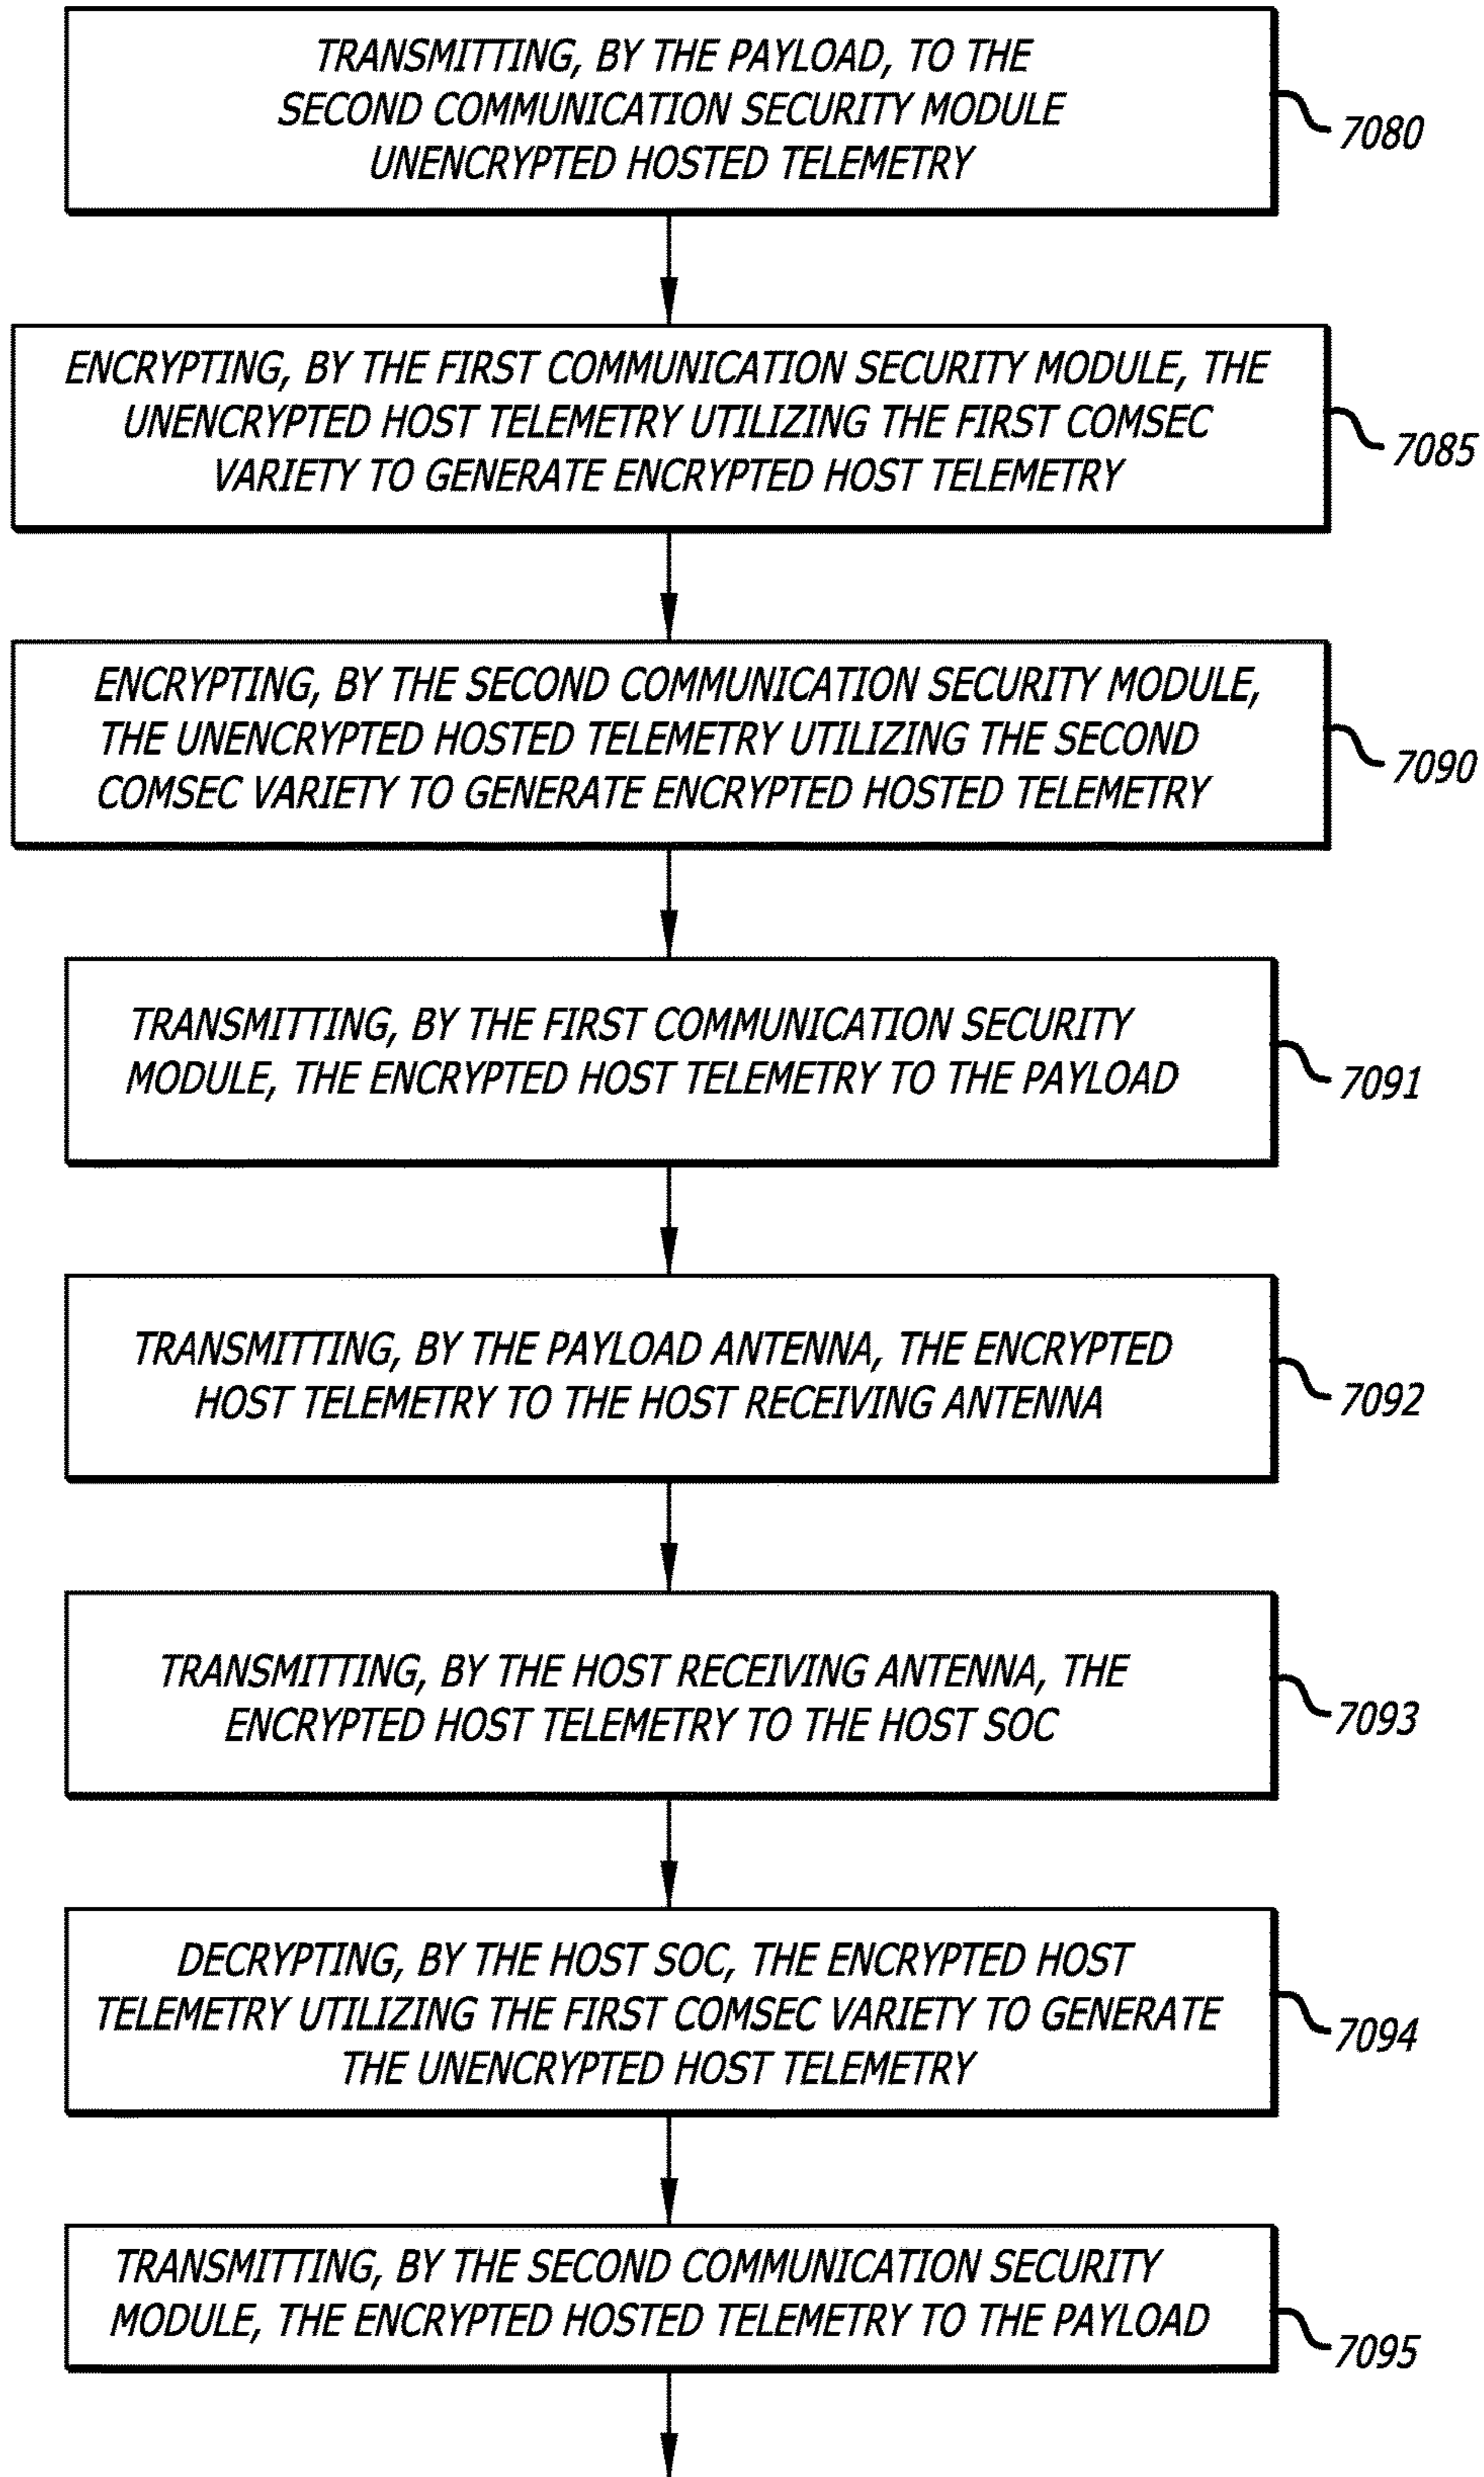 TRANSMITTING, BY THE PAYLOAD, TO THE
SECOND COMMUNICATION SECURITY MODULE
UNENCRYPTED HOSTED TELEMETRY
7080
ENCRYPTING, BY THE FIRST COMMUNICATION SECURITY MODULE, THE
UNENCRYPTED HOST TELEMETRY UTILIZING THE FIRST COMSEC
VARIETY TO GENERATE ENCRYPTED HOST TELEMETRY
7085
ENCRYPTING, BY THE SECOND COMMUNICATION SECURITY MODULE,
THE UNENCRYPTED HOSTED TELEMETRY UTILIZING THE SECOND
COMSEC VARIETY TO GENERATE ENCRYPTED HOSTED TELEMETRY
7090
TRANSMITTING, BY THE FIRST COMMUNICATION SECURITY
MODULE, THE ENCRYPTED HOST TELEMETRY TO THE PAYLOAD
7091
TRANSMITTING, BY THE PAYLOAD ANTENNA, THE ENCRYPTED
HOST TELEMETRY TO THE HOST RECEIVING ANTENNA
7092
TRANSMITTING, BY THE HOST RECEIVING ANTENNA, THE
ENCRYPTED HOST TELEMETRY TO THE HOST SOC
7093
DECRYPTING, BY THE HOST SOC, THE ENCRYPTED HOST
TELEMETRY UTILIZING THE FIRST COMSEC VARIETY TO GENERATE
THE UNENCRYPTED HOST TELEMETRY
7094
TRANSMITTING, BY THE SECOND COMMUNICATION SECURITY
MODULE, THE ENCRYPTED HOSTED TELEMETRY TO THE PAYLOAD
7095